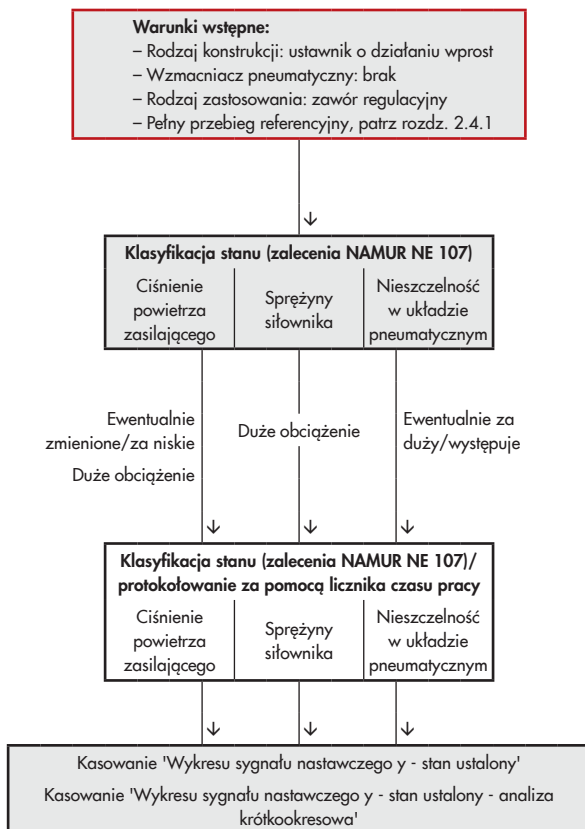 Warunki wstępne:
– Rodzaj konstrukcji: ustawnik o działaniu wprost
– Wzmacniacz pneumatyczny: brak
– Rodzaj zastosowania: zawór regulacyjny
– Pełny przebieg referencyjny, patrz rozdz. 2.4.1
Klasyfikacja stanu (zalecenia NAMUR NE 107)
Ciśnienie
powietrza
zasilającego
Sprężyny
siłownika
Nieszczelność
w układzie
pneumatycznym
Ewentualnie
zmienione/za niskie
Duże obciążenie
Duże obciążenie
Ewentualnie za
duży/występuje
Klasyfikacja stanu (zalecenia NAMUR NE 107)/
protokołowanie za pomocą licznika czasu pracy
Ciśnienie
powietrza
zasilającego
Sprężyny
siłownika
Nieszczelność
w układzie
pneumatycznym
Kasowanie 'Wykresu sygnału nastawczego y - stan ustalony'
Kasowanie 'Wykresu sygnału nastawczego y - stan ustalony - analiza
krótkookresowa'